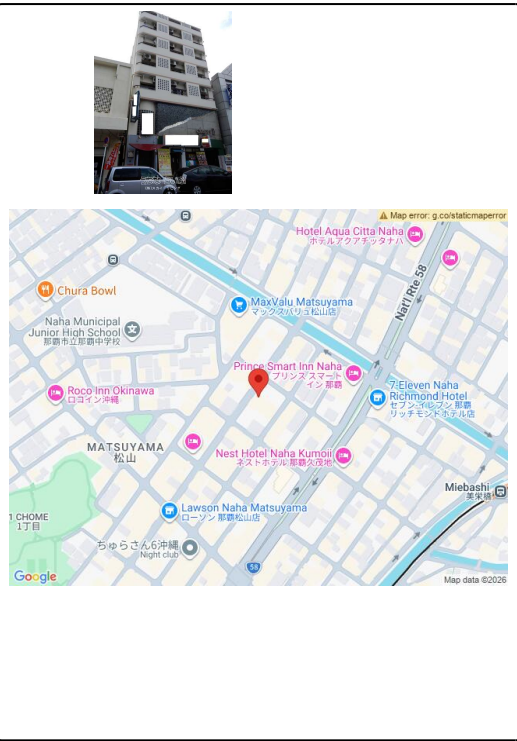 Map error: g.co/staticmaperror
Hotel Aqua Citta Naha
ホテルアクアチッタナハ
Nat'l Rte 58
Chura Bowl
MaxValu Matsuyama
マックスバリュ松山店
Naha Municipal
Junior High School
那覇市立那覇中学校
Prince Smart Inn Naha
プリンス スマート
イン 那覇
7-Eleven Naha
Richmond Hotel
セブン-イレブン 那覇
リッチモンドホテル店
Roco Inn Okinawa
ロコイン沖縄
MATSUYAMA
松山
Nest Hotel Naha Kumoji
ネストホテル那覇久茂地
Miebashi
美栄橋
Lawson Naha Matsuyama
ローソン 那覇松山店
1 CHOME
1丁目
ちゅらさん6沖縄
Night club
58
Google
Map data ©2026